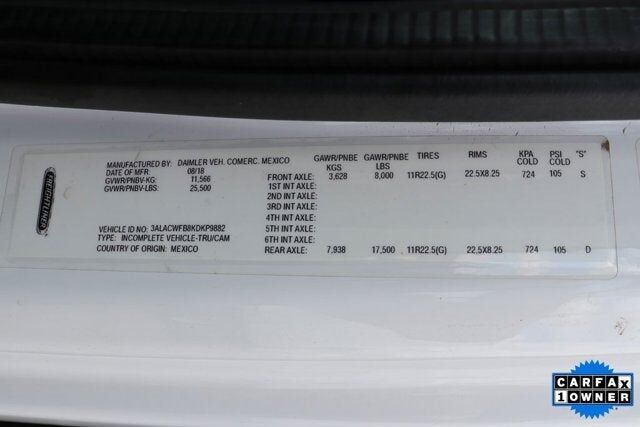 FREIGHTLINER
MANUFACTURED BY: DAIMLER VEH. COMERC. MEXICO
DATE OF MFR: 08/18
GVWR/PNBV-KG: 11,566
GVWR/PNBV-LBS: 25,500
VEHICLE ID NO: 3ALACWFB8KDKP9882
TYPE: INCOMPLETE VEHICLE-TRU/CAM
COUNTRY OF ORIGIN: MEXICO
GAWR/PNBE KGS GAWR/PNBE LBS TIRES RIMS KPA COLD PSI COLD "S"
FRONT AXLE: 3,628 8,000 11R22.5(G) 22.5X8.25 724 105 S
1ST INT AXLE:
2ND INT AXLE:
3RD INT AXLE:
4TH INT AXLE:
5TH INT AXLE:
6TH INT AXLE:
REAR AXLE: 7,938 17,500 11R22.5(G) 22.5X8.25 724 105 D
CARFAX
1 OWNER